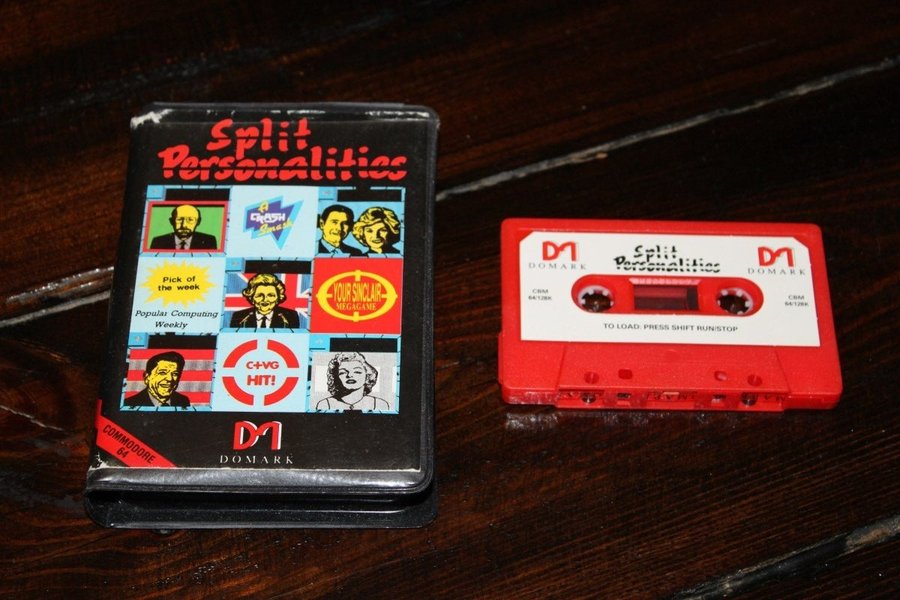 Split
Personalities
A
CRASH
Smash
Pick of
the week
Popular Computing
Weekly
YOUR SINCLAIR
MEGAGAME
C+VG
HIT!
COMMODORE
64
DOMARK
DOMARK
Split
Personalities
DOMARK
CBM
64/128K
CBM
64/128K
TO LOAD: PRESS SHIFT RUN/STOP